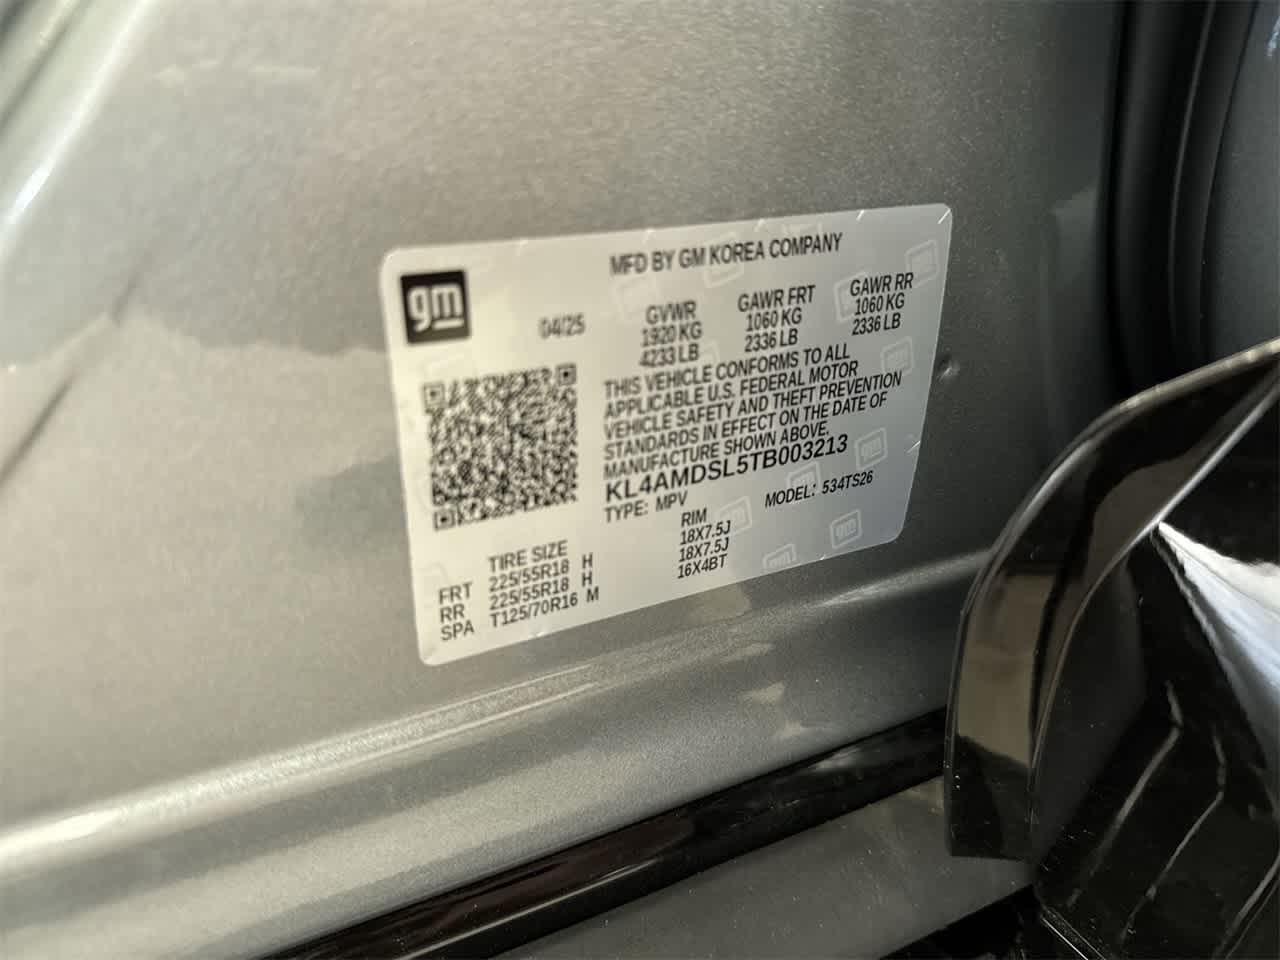 MFD BY GM KOREA COMPANY
gm
04/25
GVWR GAWR FRT GAWR RR
1920 KG 1060 KG 1060 KG
4233 LB 2336 LB 2336 LB
THIS VEHICLE CONFORMS TO ALL
APPLICABLE U.S. FEDERAL MOTOR
VEHICLE SAFETY AND THEFT PREVENTION
STANDARDS IN EFFECT ON THE DATE OF
MANUFACTURE SHOWN ABOVE.
KL4AMDSL5TB003213
TYPE: MPV MODEL: 534TS26
TIRE SIZE RIM
FRT 225/55R18 H 18X7.5J
RR 225/55R18 H 18X7.5J
SPA T125/70R16 M 16X4BT